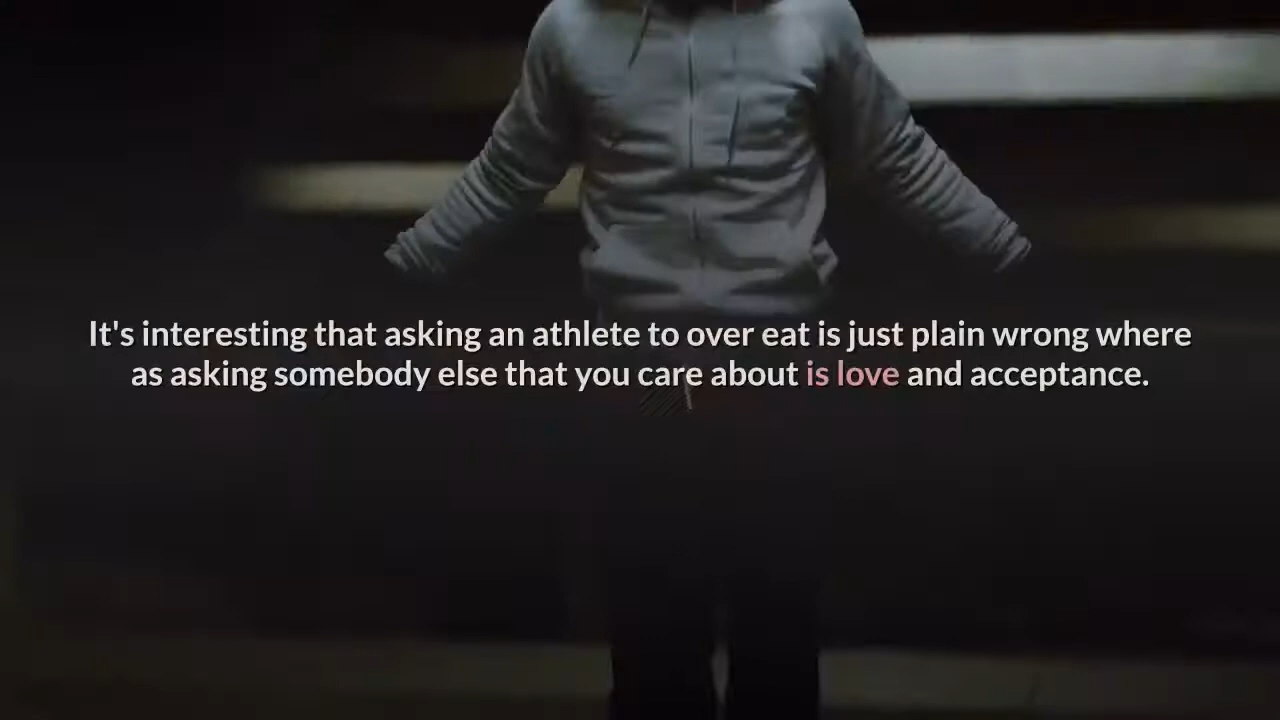 It's interesting that asking an athlete to over eat is just plain wrong where
as asking somebody else that you care about is love and acceptance.